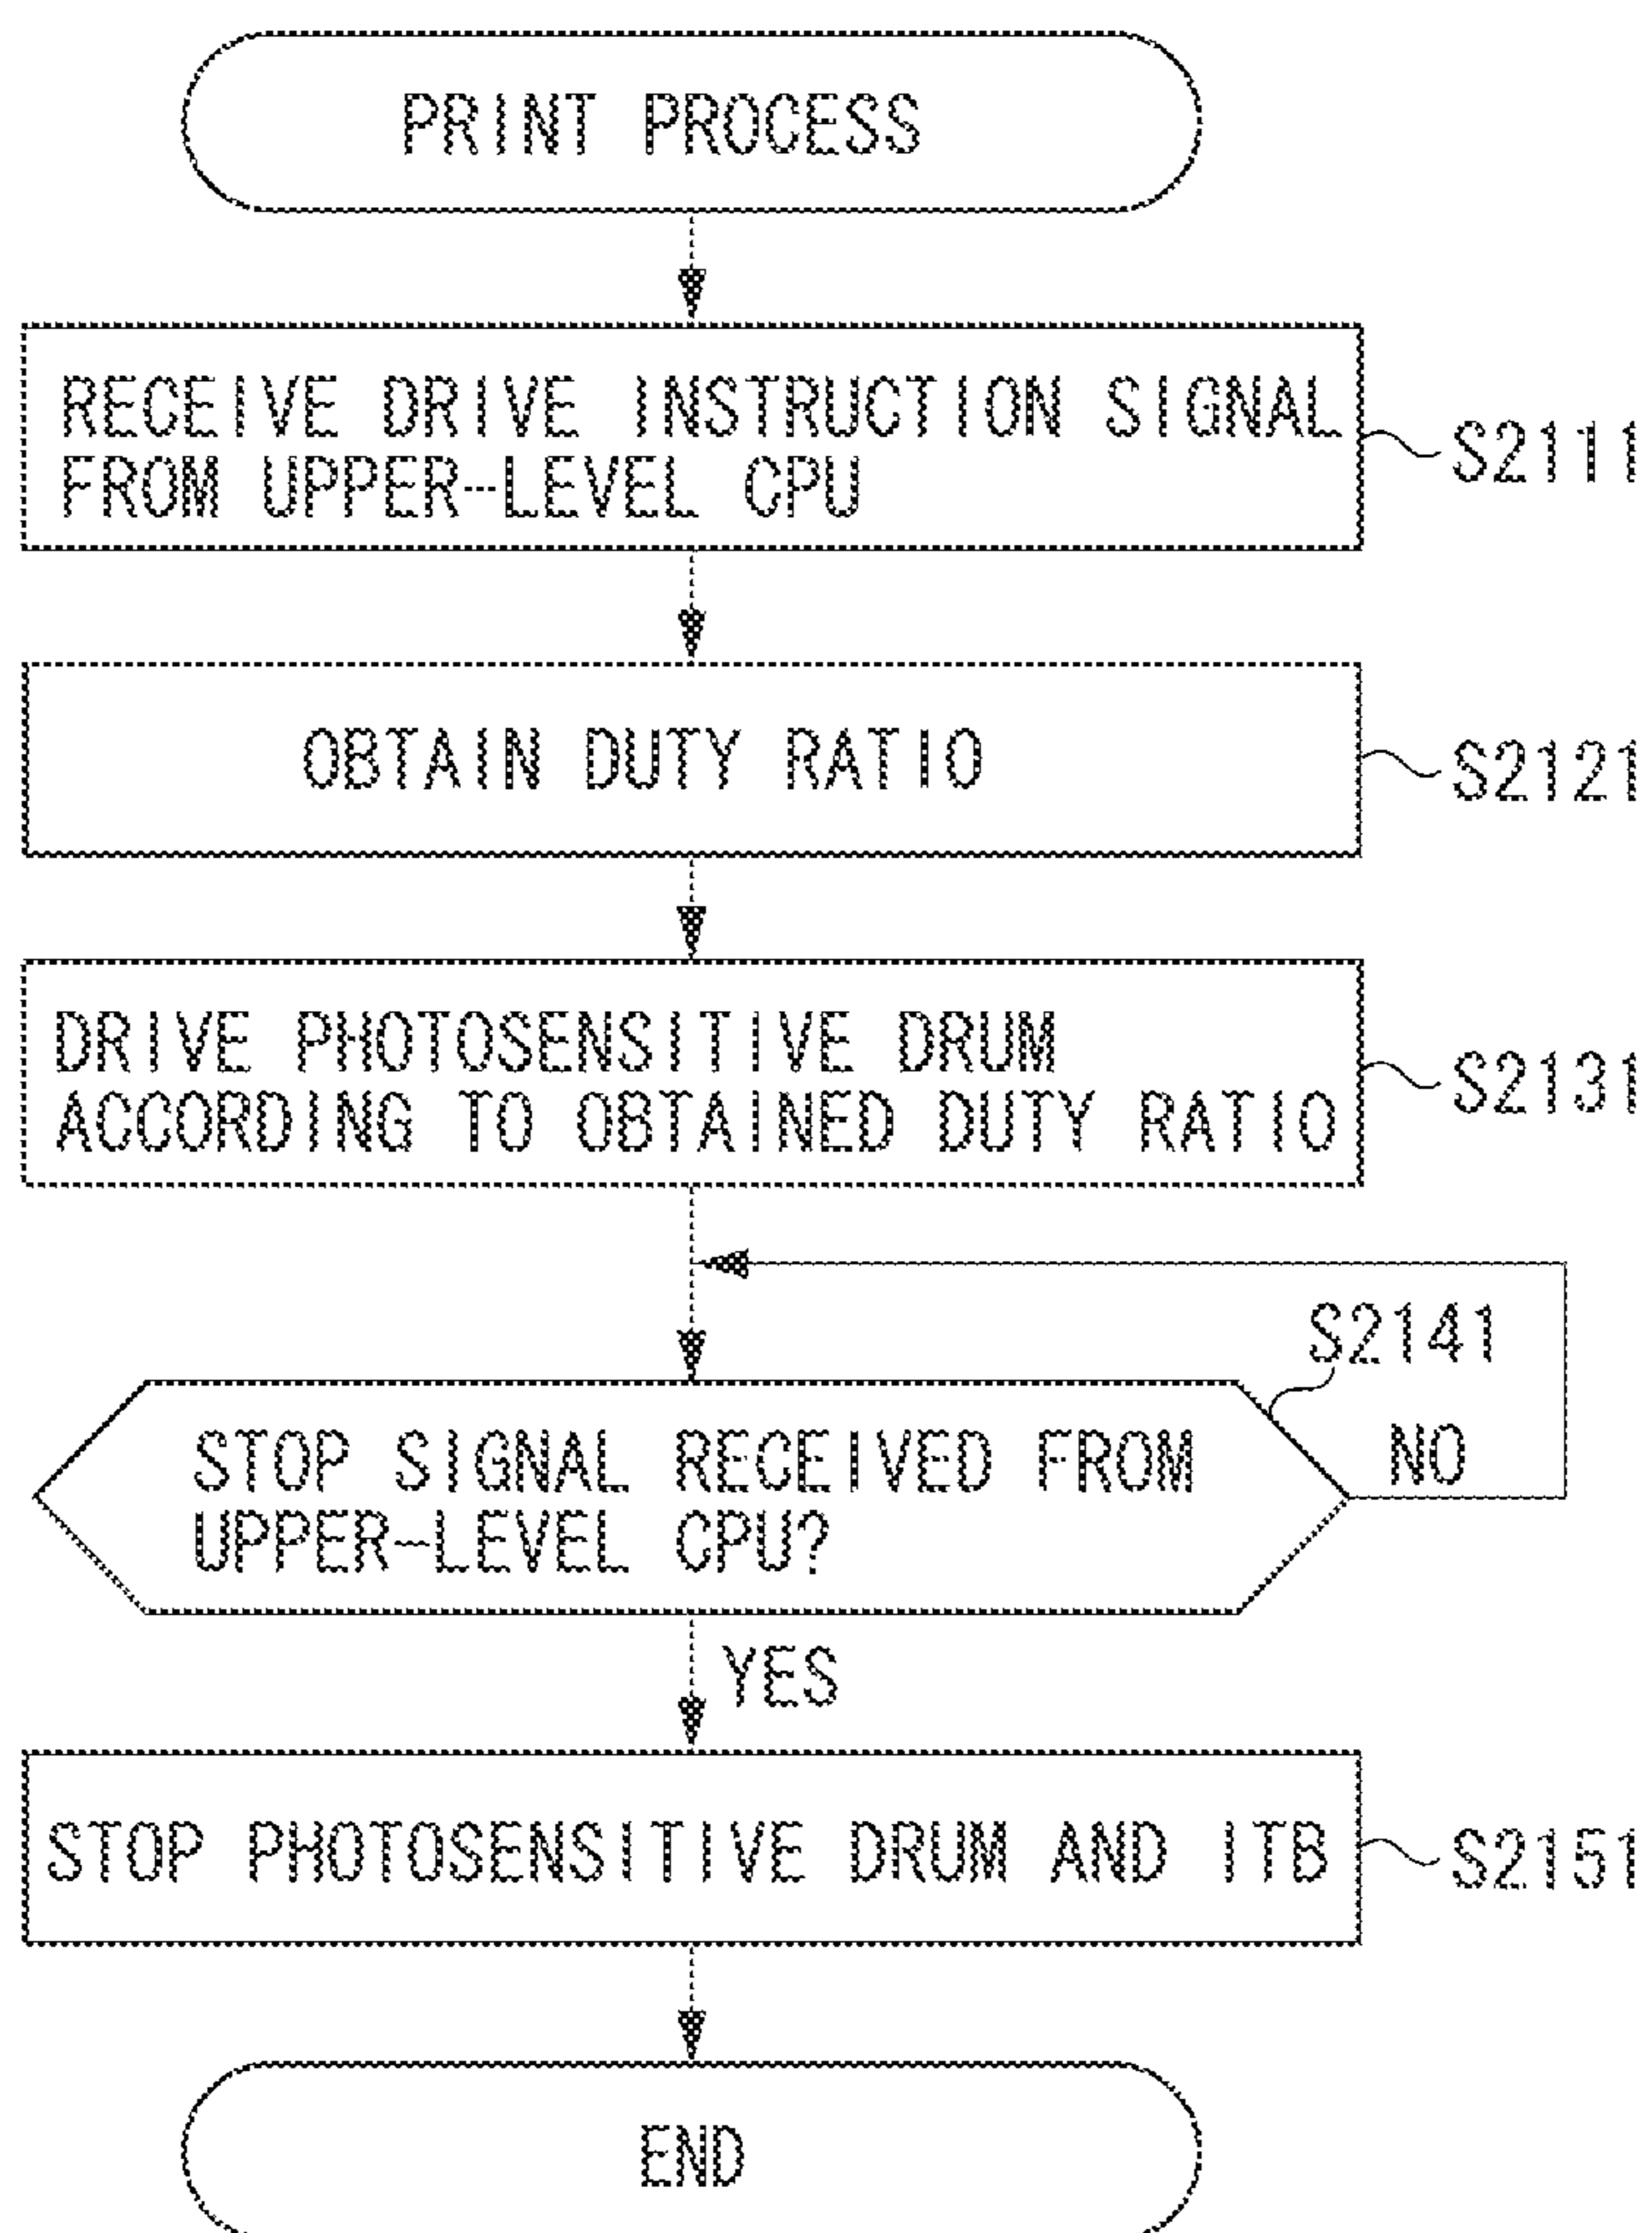 PRINT PROCESS
RECEIVE DRIVE INSTRUCTION SIGNAL
FROM UPPER-LEVEL CPU
S2111
OBTAIN DUTY RATIO
S2121
DRIVE PHOTOSENSITIVE DRUM
ACCORDING TO OBTAINED DUTY RATIO
S2131
S2141
STOP SIGNAL RECEIVED FROM
UPPER-LEVEL CPU?
NO
YES
STOP PHOTOSENSITIVE DRUM AND ITB
S2151
END